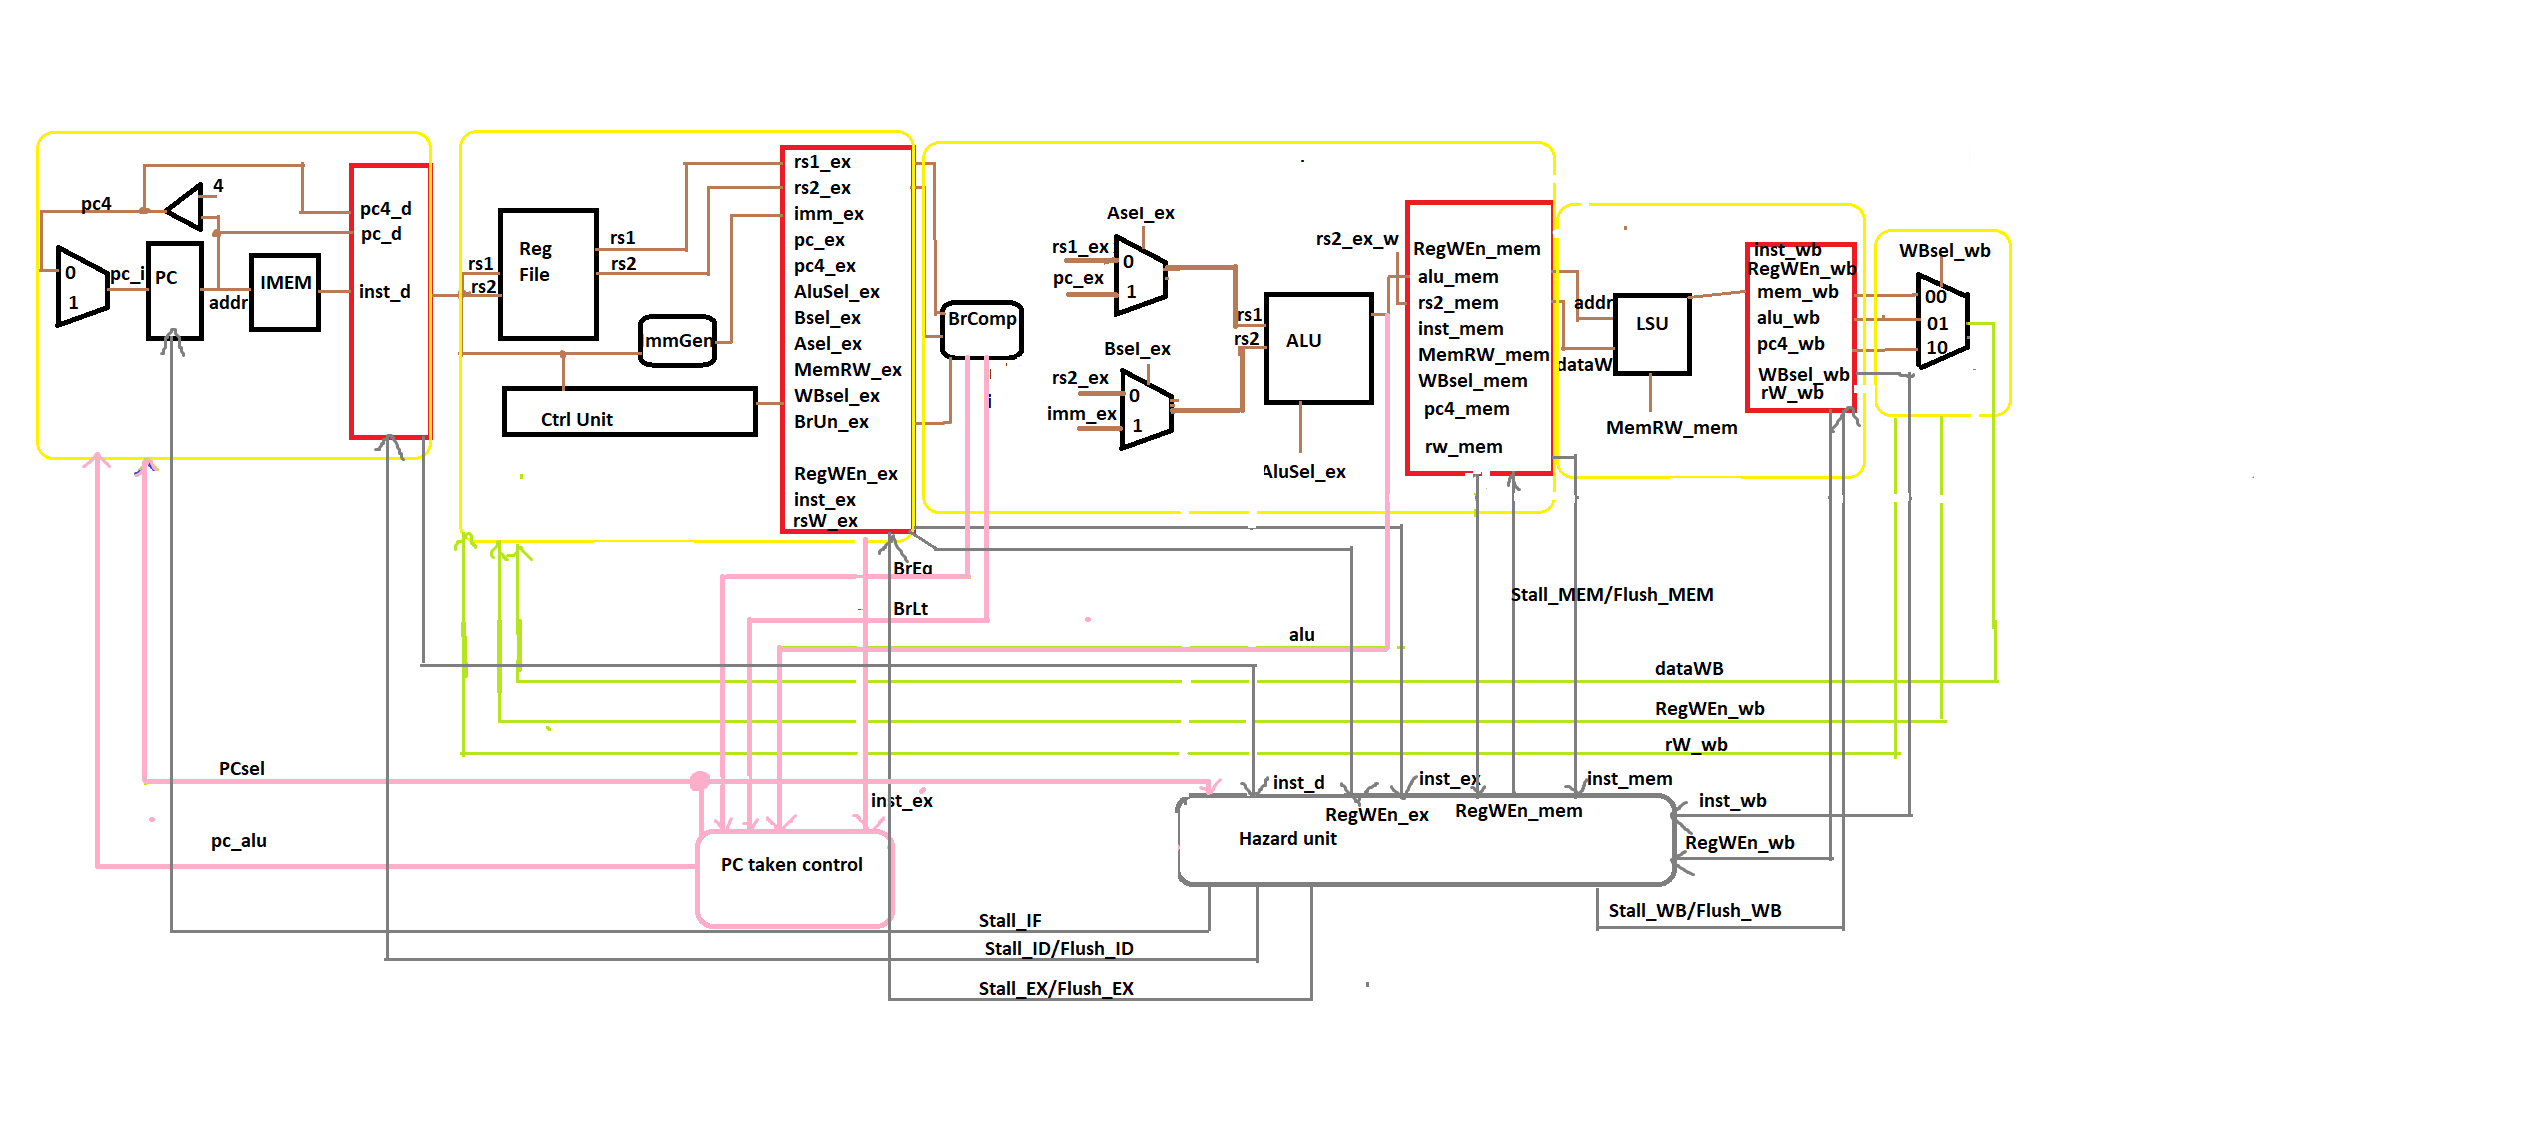 pc4
4
0
1
pc_i
PC
addr
IMEM
pc4_d
pc_d
inst_d
rs1
rs2
Reg
File
rs1
rs2
ImmGen
Ctrl Unit
rs1_ex
rs2_ex
imm_ex
pc_ex
pc4_ex
AluSel_ex
Bsel_ex
Asel_ex
MemRW_ex
WBsel_ex
BrUn_ex
RegWEn_ex
inst_ex
rsW_ex
BrComp
Asel_ex
rs1_ex
0
pc_ex
1
Bsel_ex
rs2_ex
0
imm_ex
1
rs1
rs2
ALU
AluSel_ex
rs2_ex_w
RegWEn_mem
alu_mem
rs2_mem
inst_mem
MemRW_mem
WBsel_mem
pc4_mem
rw_mem
addr
dataW
LSU
MemRW_mem
inst_wb
RegWEn_wb
mem_wb
alu_wb
pc4_wb
WBsel_wb
rW_wb
WBsel_wb
00
01
10
BrEq
BrLt
alu
Stall_MEM/Flush_MEM
dataWB
RegWEn_wb
rW_wb
PCsel
inst_ex
pc_alu
PC taken control
inst_d
inst_ex
inst_mem
RegWEn_ex
RegWEn_mem
Hazard unit
inst_wb
RegWEn_wb
Stall_IF
Stall_ID/Flush_ID
Stall_EX/Flush_EX
Stall_WB/Flush_WB